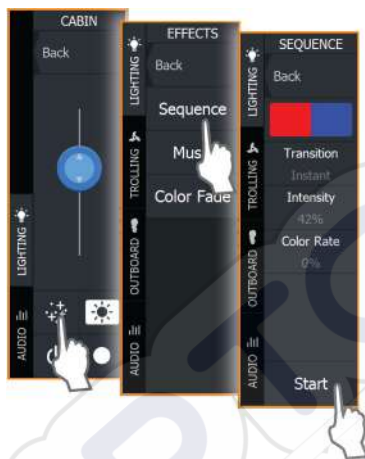 CABIN
Back
LIGHTING
AUDIO
EFFECTS
Back
Sequence
Mus
Color Fade
LIGHTING
TROLLING
OUTBOARD
AUDIO
SEQUENCE
Back
Transition
Instant
Intensity
42%
Color Rate
0%
Start
LIGHTING
TROLLING
OUTBOARD
AUDIO